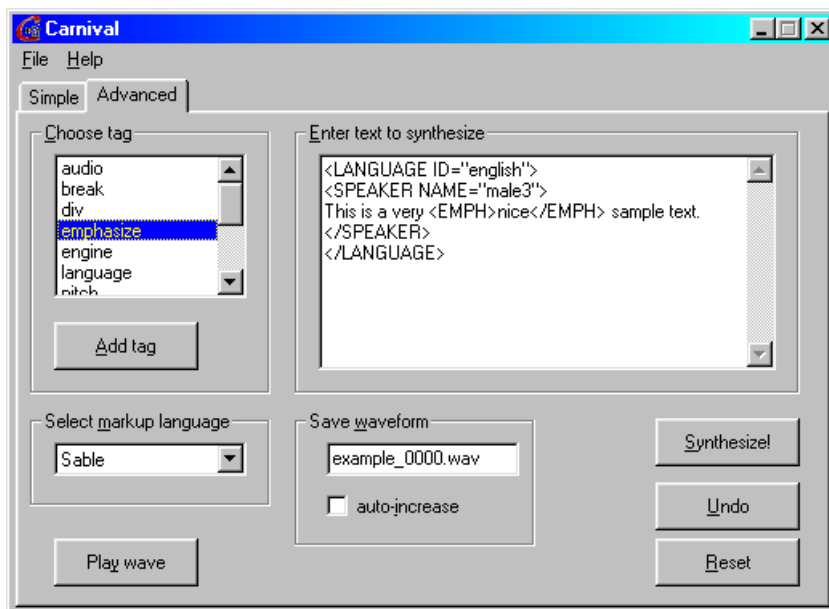 Carnival
File Help
Simple Advanced
Choose tag
audio
break
div
emphasize
engine
language
pitch
Add tag
Enter text to synthesize
<LANGUAGE ID="english">
<SPEAKER NAME="male3">
This is a very <EMPH>nice</EMPH> sample text.
</SPEAKER>
</LANGUAGE>
Select markup language
Sable
Save waveform
example_0000.wav
auto-increase
Play wave
Synthesize!
Undo
Reset